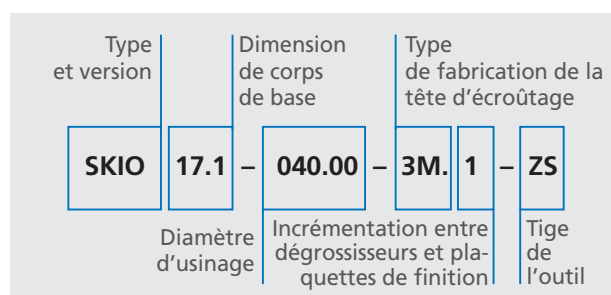 Type
et version
Dimension
de corps
de base
Type
de fabrication de la
tête d’écroûtage
SKIO 17.1 – 040.00 – 3M. 1 – ZS
Diamètre
d’usinage
Incrémentation entre
dégrossisseurs et pla-
quettes de finition
Tige
de
l’outil